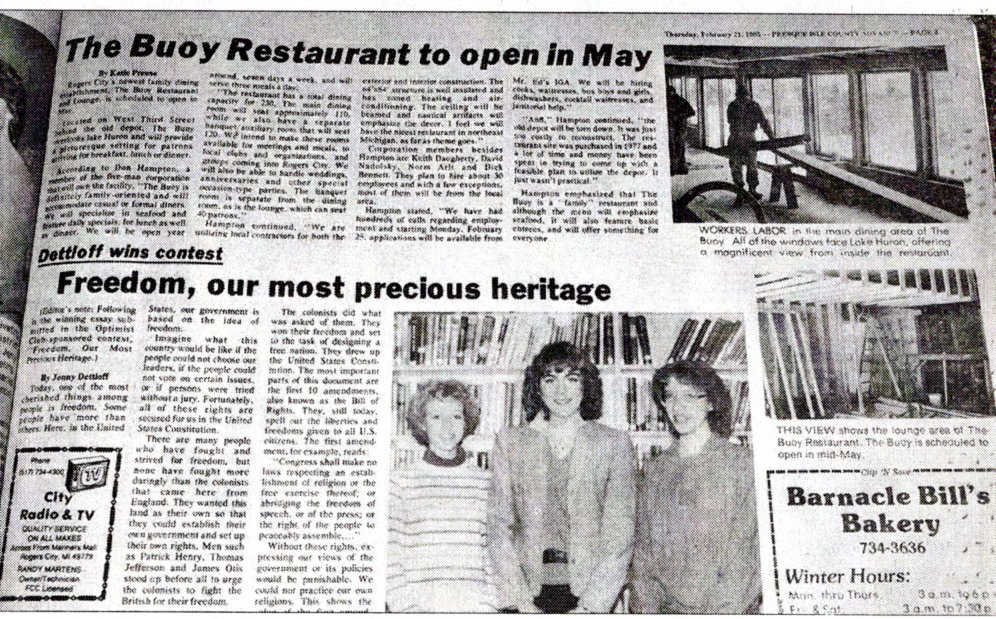 Thursday, February 21, 1985 — PRESQUE ISLE COUNTY ADVANCE — PAGE
The Buoy Restaurant to open in May
By Katie Preuss
Rogers City's newest family dining
establishment, The Buoy Restaurant
and Lounge, is scheduled to open in
May.
Located on West Third Street
behind the old depot, The Buoy
overlooks Lake Huron and will provide
picturesque setting for patrons
arriving for breakfast, lunch or dinner.
According to Don Hampton, a
member of the five-man corporation
that will own the facility, "The Buoy is
definitely family oriented and will
accommodate casual or formal diners.
We will specialize in seafood and
feature daily specials, for lunch as well
as dinner. We will be open year
around, seven days a week, and will
serve three meals a day.
"The restaurant has a total dining
capacity for 230. The main dining
room will seat approximately 110,
while we also have a separate
banquet/auxiliary room that will seat
120. We intend to make these rooms
available for meetings and meals, to
local clubs and organizations, and
groups coming into Rogers City. We
will also be able to handle weddings,
anniversaries and other special
occasion-type parties. The banquet
room is separate from the dining
room, as is the lounge, which can seat
40 patrons."
Hampton continued, "We are
utilizing local contractors for both the
exterior and interior construction. The
64'x64' structure is well insulated and
has zoned heating and air-
conditioning. The ceiling will be
beamed and nautical artifacts will
emphasize the decor. I feel we will
have the nicest restaurant in northeast
Michigan, as far as theme goes."
Corporation members besides
Hampton are Keith Daugherty, David
Nadolsky, Norm Arft and Dick
Bennett. They plan to hire about 30
employees and with a few exceptions,
most of them will be from the local
area.
Hampton stated, "We have had
hundreds of calls regarding employ-
ment and starting Monday, February
25, applications will be available from
Mr. Ed's IGA. We will be hiring
cooks, waitresses, bus boys and girls,
dishwashers, cocktail waitresses, and
janitorial help."
"And," Hampton continued, "the
old depot will be torn down. It was just
too costly to reconstruct. The res-
taurant site was purchased in 1977 and
a lot of time and money have been
spent in trying to come up with a
feasible plan to utilize the depot. It
just wasn't practical."
Hampton emphasized that The
Buoy is a "family" restaurant and
although the menu will emphasize
seafood, it will also feature basic
entrees, and will offer something for
everyone.
WORKERS LABOR in the main dining area of The
Buoy. All of the windows face Lake Huron, offering
a magnificent view from inside the restaurant.
Dettloff wins contest
Freedom, our most precious heritage
(Editor's note: Following
is the winning essay sub-
mitted in the Optimist
Club-sponsored contest,
Freedom, Our Most
Precious Heritage.)
By Jenny Dettloff
Today, one of the most
cherished things among
people is freedom. Some
people have more than
others. Here, in the United
States, our government is
based on the idea of
freedom.
Imagine what this
country would be like if the
people could not choose our
leaders, if the people could
not vote on certain issues,
or if persons were tried
without a jury. Fortunately,
all of these rights are
secured for us in the United
States Constitution.
There are many people
who have fought and
strived for freedom, but
none have fought more
daringly than the colonists
that came here from
England. They wanted this
land as their own so that
they could establish their
own government and set up
their own rights. Men such
as Patrick Henry, Thomas
Jefferson and James Otis
stood up before all to urge
the colonists to fight the
British for their freedom.
The colonists did what
was asked of them. They
won their freedom and set
to the task of designing a
free nation. They drew up
the United States Consti-
tution. The most important
parts of this document are
the first 10 amendments,
also known as the Bill of
Rights. They, still today,
spell out the liberties and
freedoms given to all U.S.
citizens. The first amend-
ment, for example, reads:
"Congress shall make no
laws respecting an estab-
lishment of religion or the
free exercise thereof; or
abridging the freedom of
speech, or of the press; or
the right of the people to
peaceably assemble...."
Without these rights, ex-
pressing our views of the
government or its policies
would be punishable. We
could not practice our own
religions. This shows the
THIS VIEW shows the lounge area of The
Buoy Restaurant. The Buoy is scheduled to
open in mid-May.
Phone
(517) 734-4300
TV
City
Radio & TV
QUALITY SERVICE
ON ALL MAKES
Across From Mariners Mall
Rogers City, MI 49779
RANDY MARTENS
Owner/Technician
FCC Licensed
Clip 'N Save
Barnacle Bill's
Bakery
734-3636
Winter Hours:
Mon. thru Thurs. 3 a.m. to 6 p
Fri. & Sat. 3 a.m. to 7:30 p